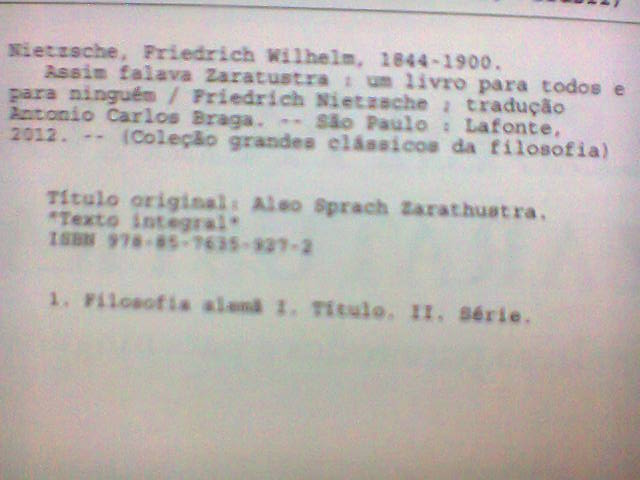 Nietzsche, Friedrich Wilhelm, 1844-1900.
Assim falava Zaratustra : um livro para todos e
para ninguém / Friedrich Nietzsche ; tradução
Antonio Carlos Braga. -- São Paulo : Lafonte,
2012. -- (Coleção grandes clássicos da filosofia)
Título original: Also Sprach Zarathustra.
"Texto integral"
ISBN 978-85-7635-927-2
1. Filosofia alemã I. Título. II. Série.